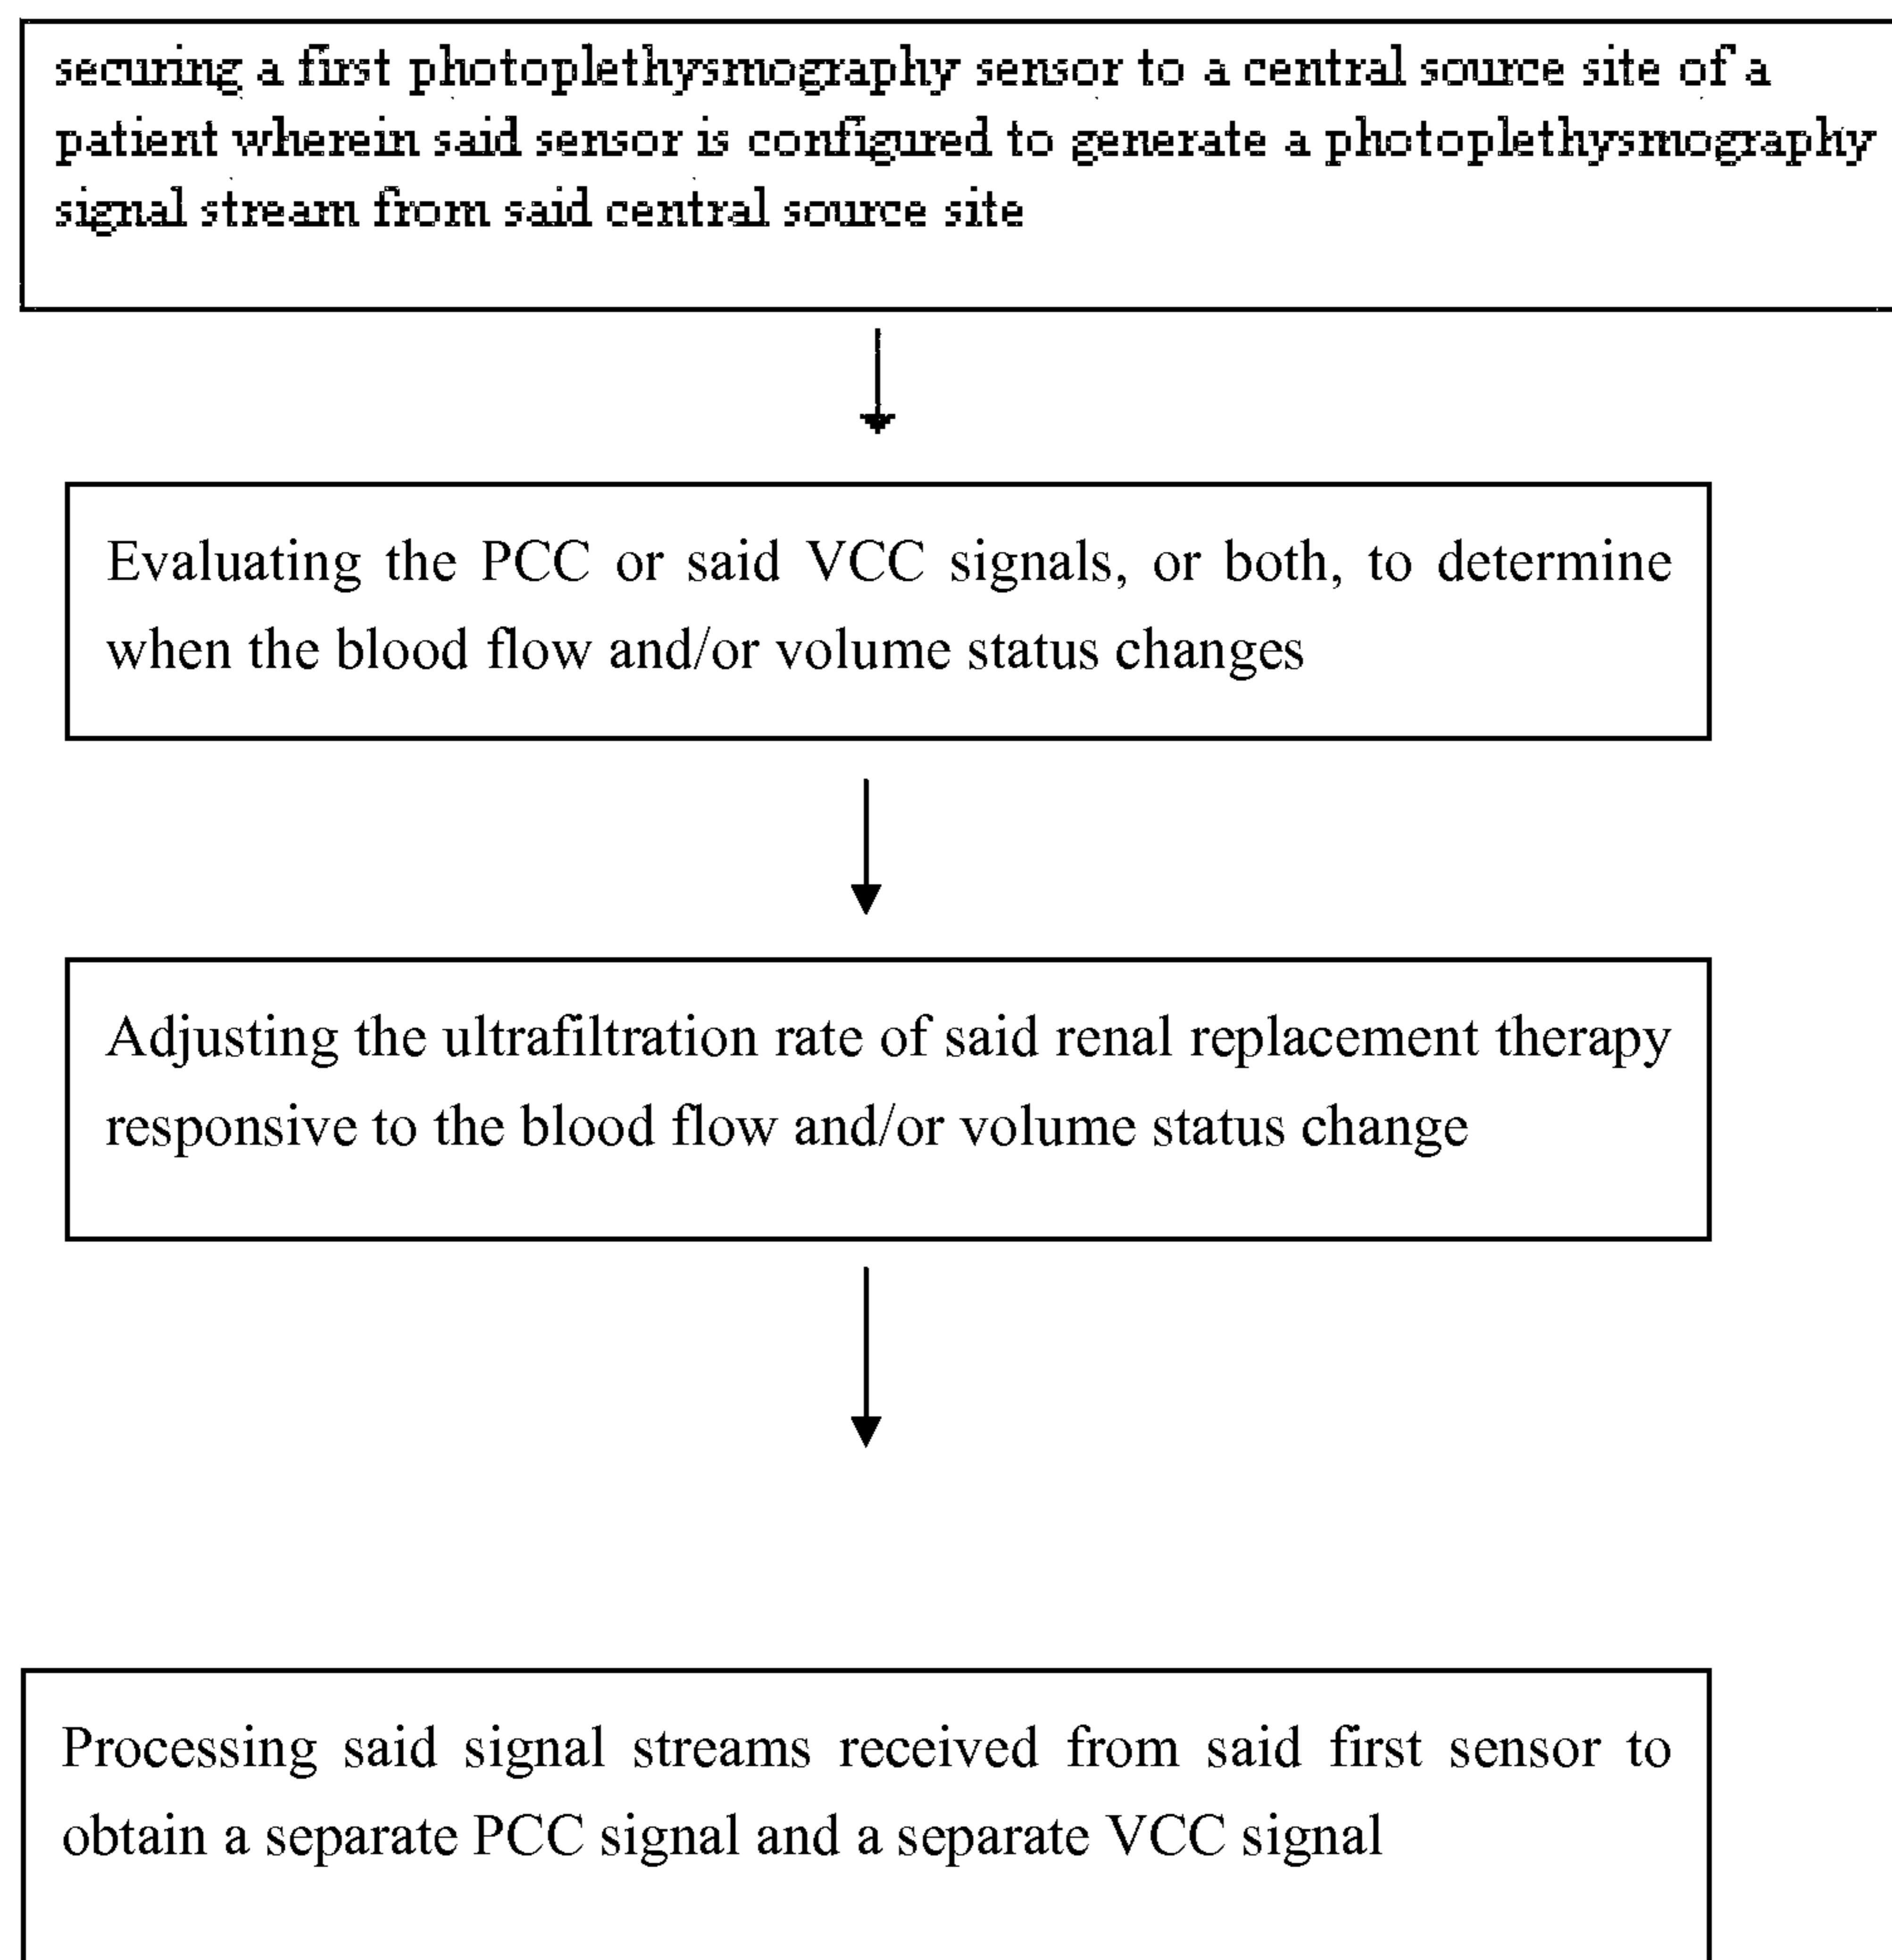 securing a first photoplethysmography sensor to a central source site of a
patient wherein said sensor is configured to generate a photoplethysmography
signal stream from said central source site
Evaluating the PCC or said VCC signals, or both, to determine
when the blood flow and/or volume status changes
Adjusting the ultrafiltration rate of said renal replacement therapy
responsive to the blood flow and/or volume status change
Processing said signal streams received from said first sensor to
obtain a separate PCC signal and a separate VCC signal